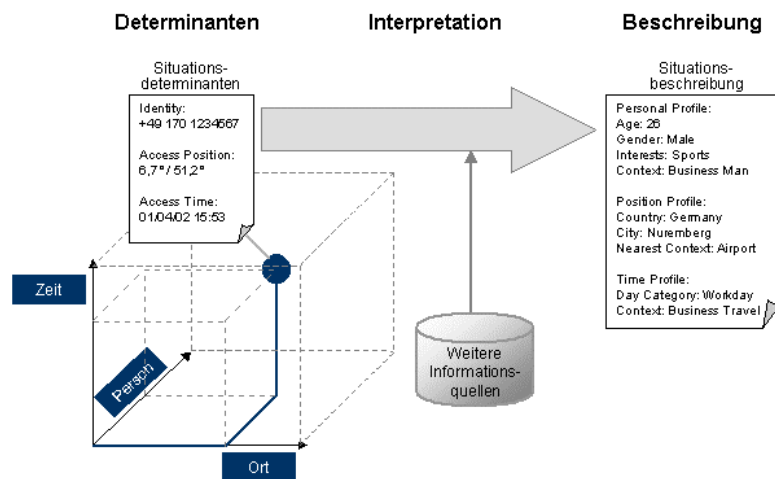 Determinanten
Interpretation
Beschreibung
Situations-
determinanten
Identity:
+49 170 1234567
Access Position:
6,7° / 51,2°
Access Time:
01/04/02 15:53
Situations-
beschreibung
Personal Profile:
Age: 26
Gender: Male
Interests: Sports
Context: Business Man
Position Profile:
Country: Germany
City: Nuremberg
Nearest Context: Airport
Time Profile:
Day Category: Workday
Context: Business Travel
Zeit
Person
Ort
Weitere
Informations-
quellen